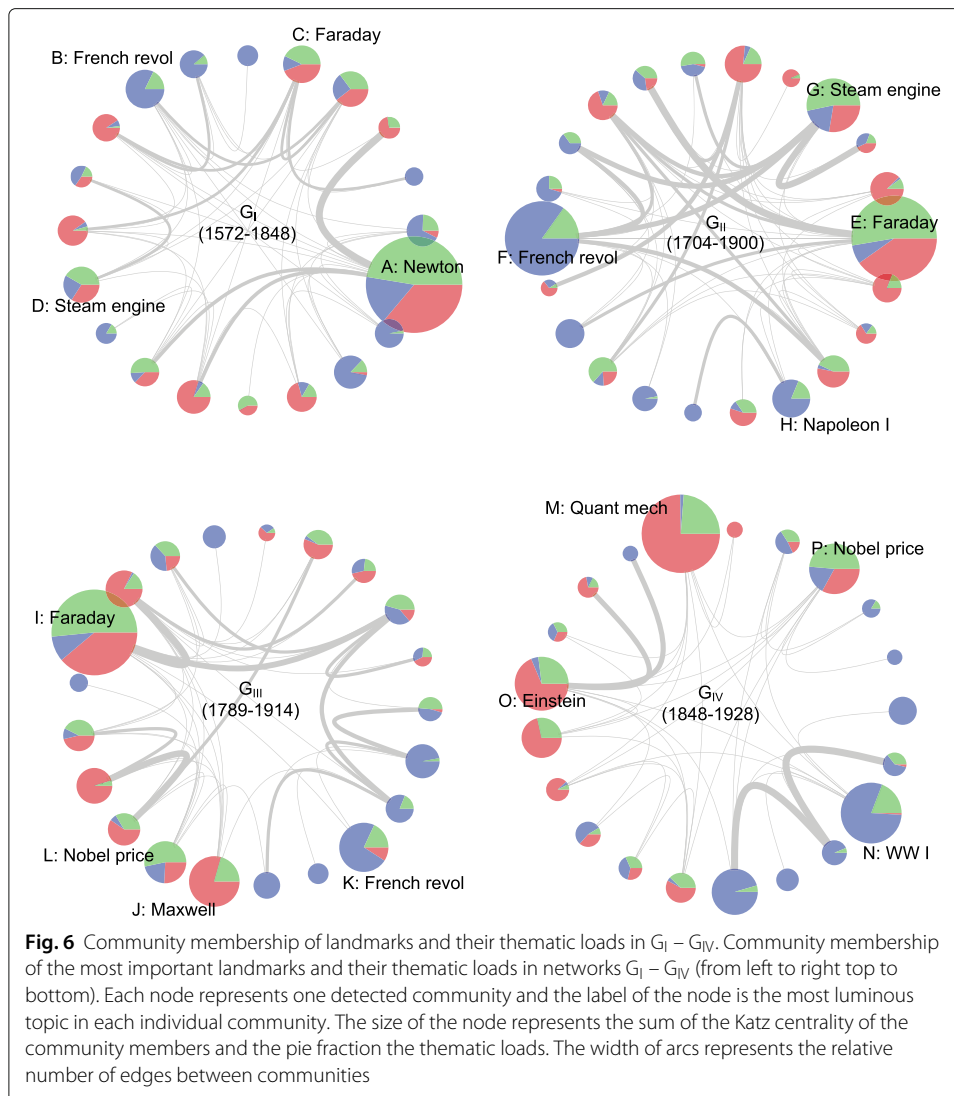 C: Faraday
B: French revol
G: Steam engine
G_I
(1572-1848)
A: Newton
D: Steam engine
E: Faraday
G_II
(1704-1900)
F: French revol
H: Napoleon I
M: Quant mech
P: Nobel price
I: Faraday
G_III
(1789-1914)
O: Einstein
G_IV
(1848-1928)
L: Nobel price
K: French revol
J: Maxwell
N: WW I
Fig. 6 Community membership of landmarks and their thematic loads in G_I – G_IV. Community membership
of the most important landmarks and their thematic loads in networks G_I – G_IV (from left to right top to
bottom). Each node represents one detected community and the label of the node is the most luminous
topic in each individual community. The size of the node represents the sum of the Katz centrality of the
community members and the pie fraction the thematic loads. The width of arcs represents the relative
number of edges between communities